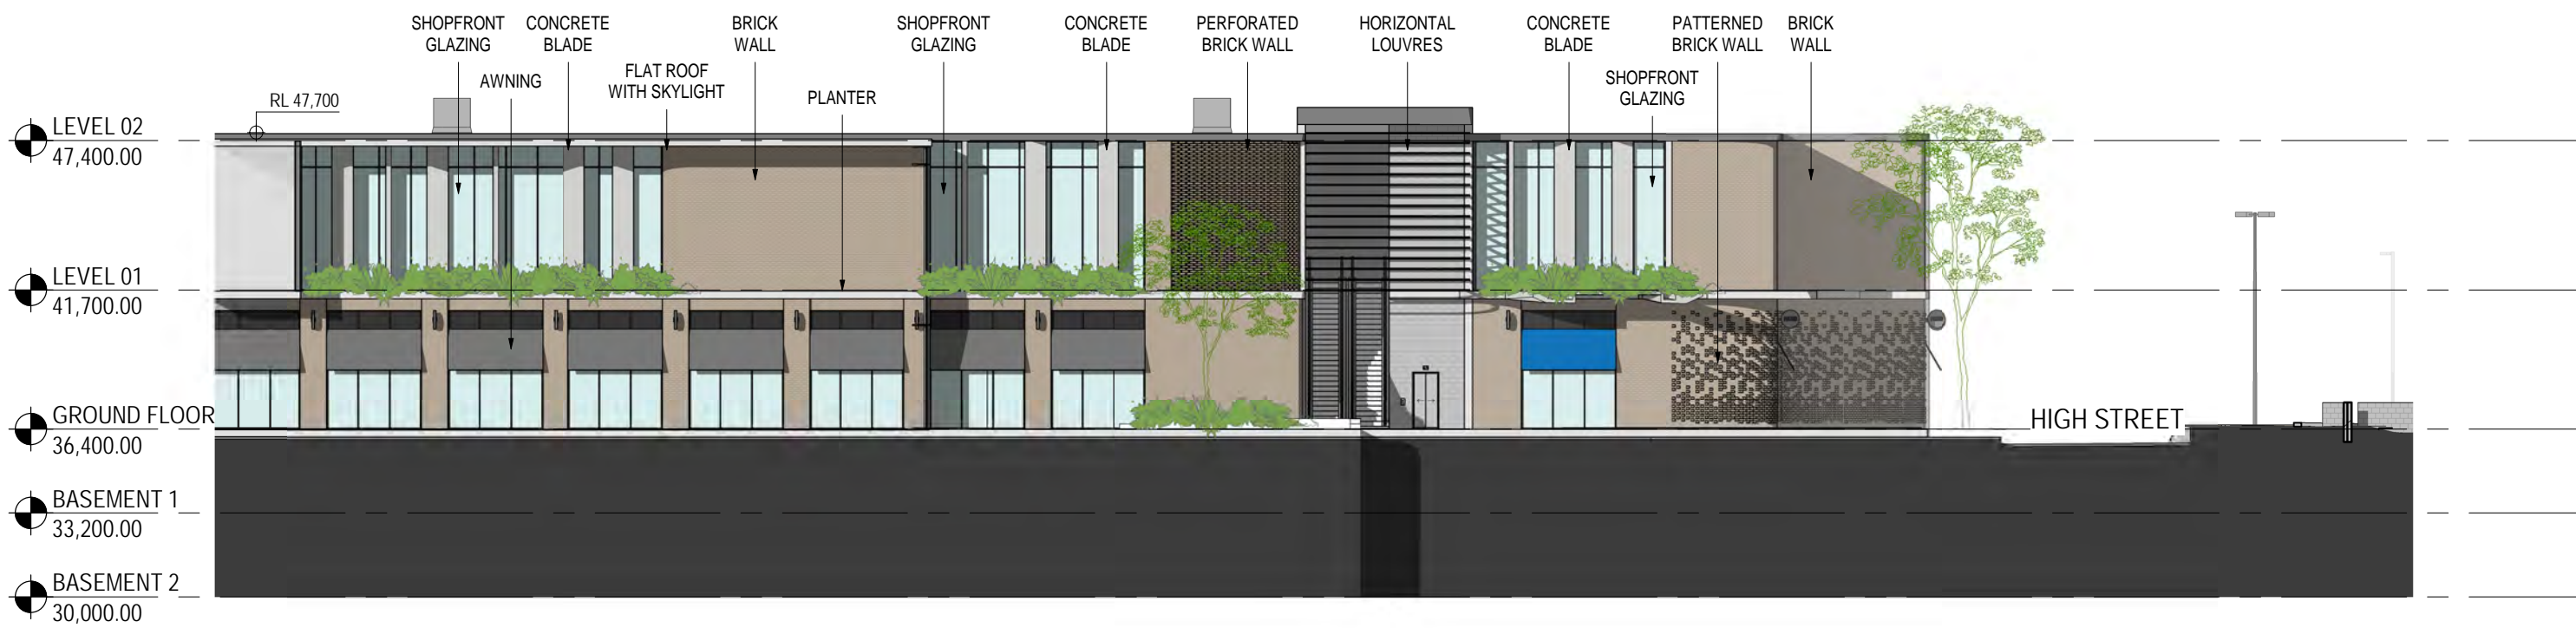 SHOPFRONT
GLAZING
CONCRETE
BLADE
BRICK
WALL
SHOPFRONT
GLAZING
CONCRETE
BLADE
PERFORATED
BRICK WALL
HORIZONTAL
LOUVRES
CONCRETE
BLADE
PATTERNED
BRICK WALL
BRICK
WALL
AWNING
FLAT ROOF
WITH SKYLIGHT
PLANTER
SHOPFRONT
GLAZING
RL 47,700
LEVEL 02
47,400.00
LEVEL 01
41,700.00
GROUND FLOOR
36,400.00
HIGH STREET
BASEMENT 1
33,200.00
BASEMENT 2
30,000.00